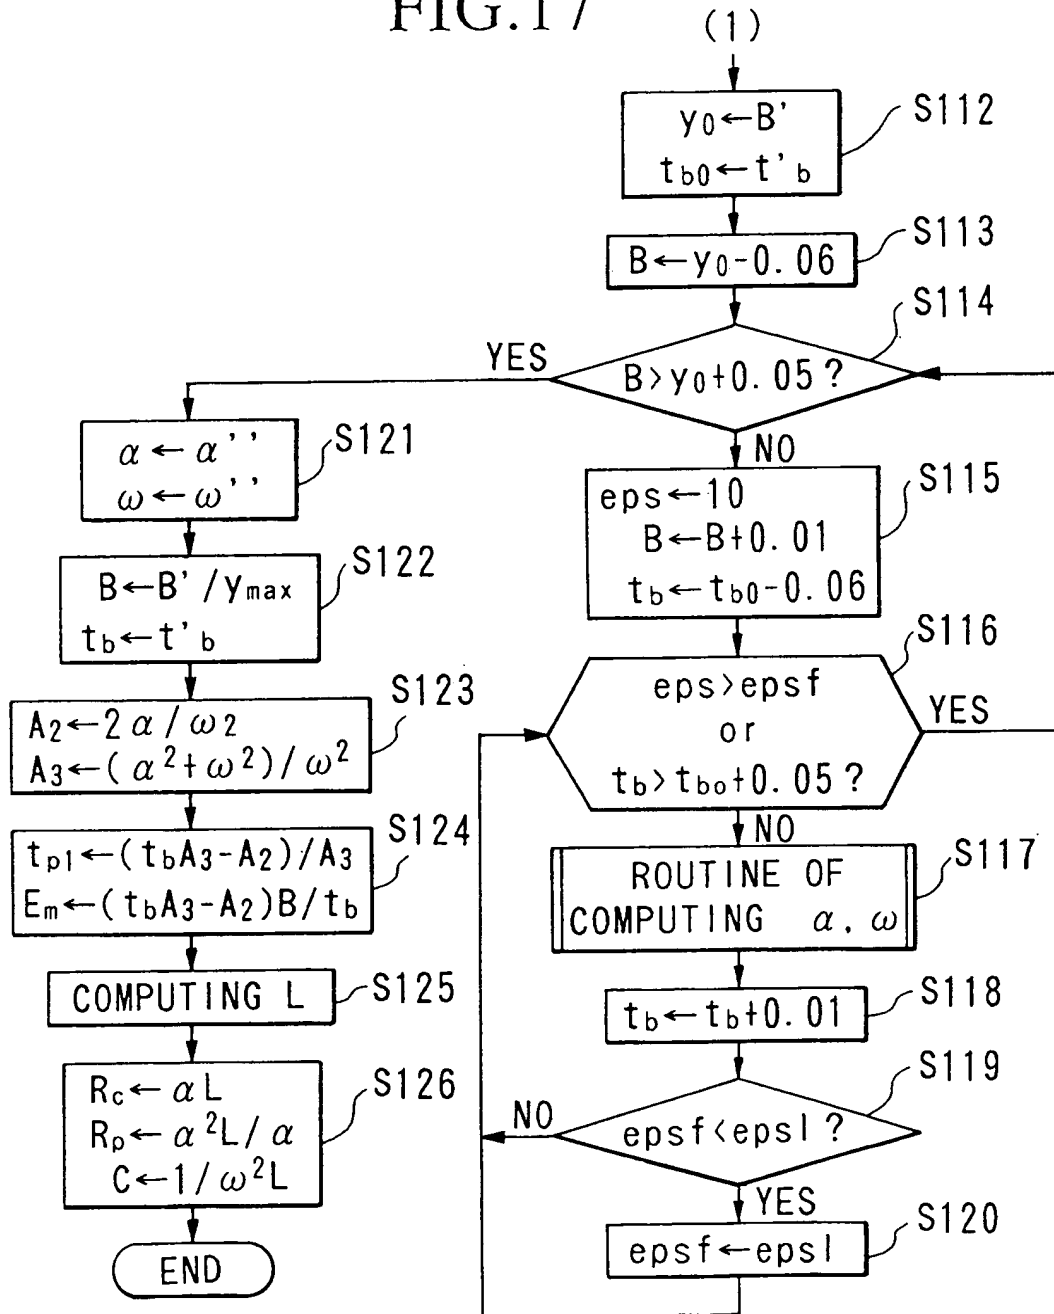 FIG.17
(1)
y0←B'
tb0←t'b
S112
B←y0-0.06
S113
B>y0+0.05?
S114
YES
NO
eps←10
B←B+0.01
tb←tb0-0.06
S115
eps>epsf
or
tb>tbo+0.05?
S116
YES
NO
ROUTINE OF
COMPUTING α, ω
S117
tb←tb+0.01
S118
epsf<epsl?
S119
NO
YES
epsf←epsl
S120
α←α''
ω←ω''
S121
B←B'/ymax
tb←t'b
S122
A2←2α/ω2
A3←(α²+ω²)/ω²
S123
tp1←(tbA3-A2)/A3
Em←(tbA3-A2)B/tb
S124
COMPUTING L
S125
Rc←αL
Rp←α²L/α
C←1/ω²L
S126
END